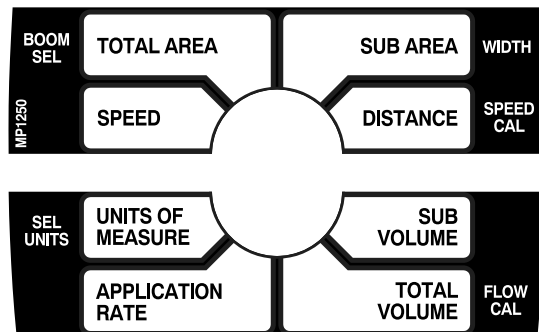 BOOM
SEL
TOTAL AREA
SUB AREA
WIDTH
MP1250
SPEED
DISTANCE
SPEED
CAL
SEL
UNITS
UNITS OF
MEASURE
SUB
VOLUME
APPLICATION
RATE
TOTAL
VOLUME
FLOW
CAL